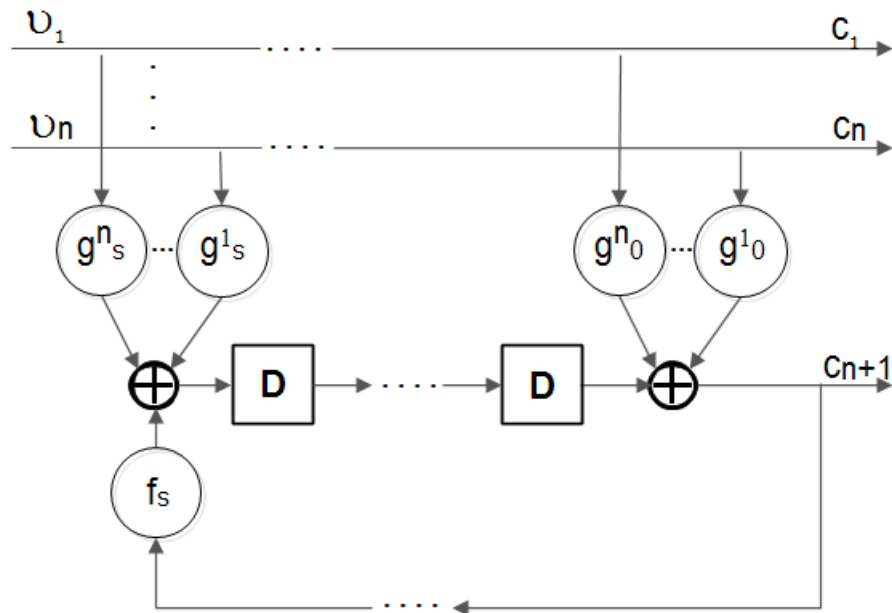 υ₁ . . . . C₁
υn . . . . Cn
gⁿₛ ... g¹ₛ gⁿ₀ ... g¹₀
D . . . . D Cn+1
fₛ
. . . .